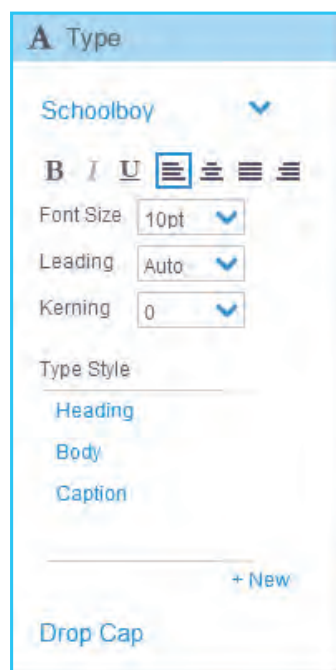 A Type
Schoolboy
B I U
Font Size 10pt
Leading Auto
Kerning 0
Type Style
Heading
Body
Caption
+ New
Drop Cap